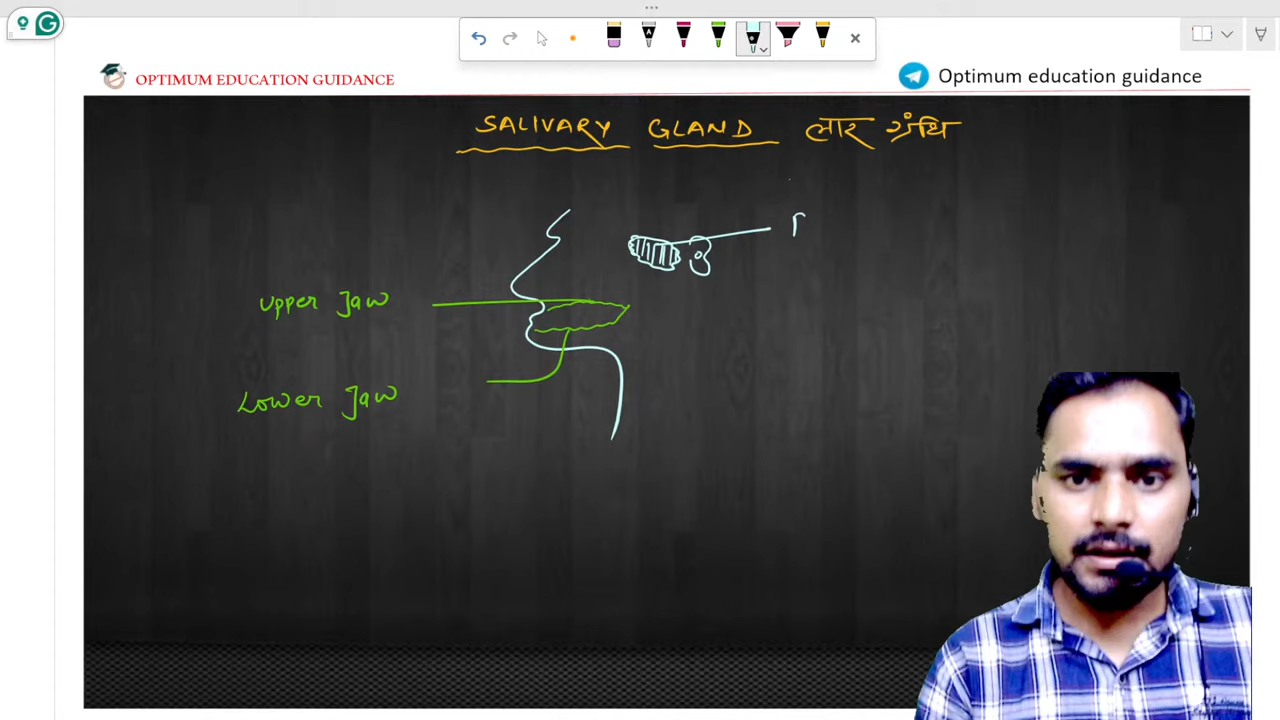 OPTIMUM EDUCATION GUIDANCE
Optimum education guidance
SALIVARY GLAND लार ग्रंथि
Upper Jaw
Lower Jaw